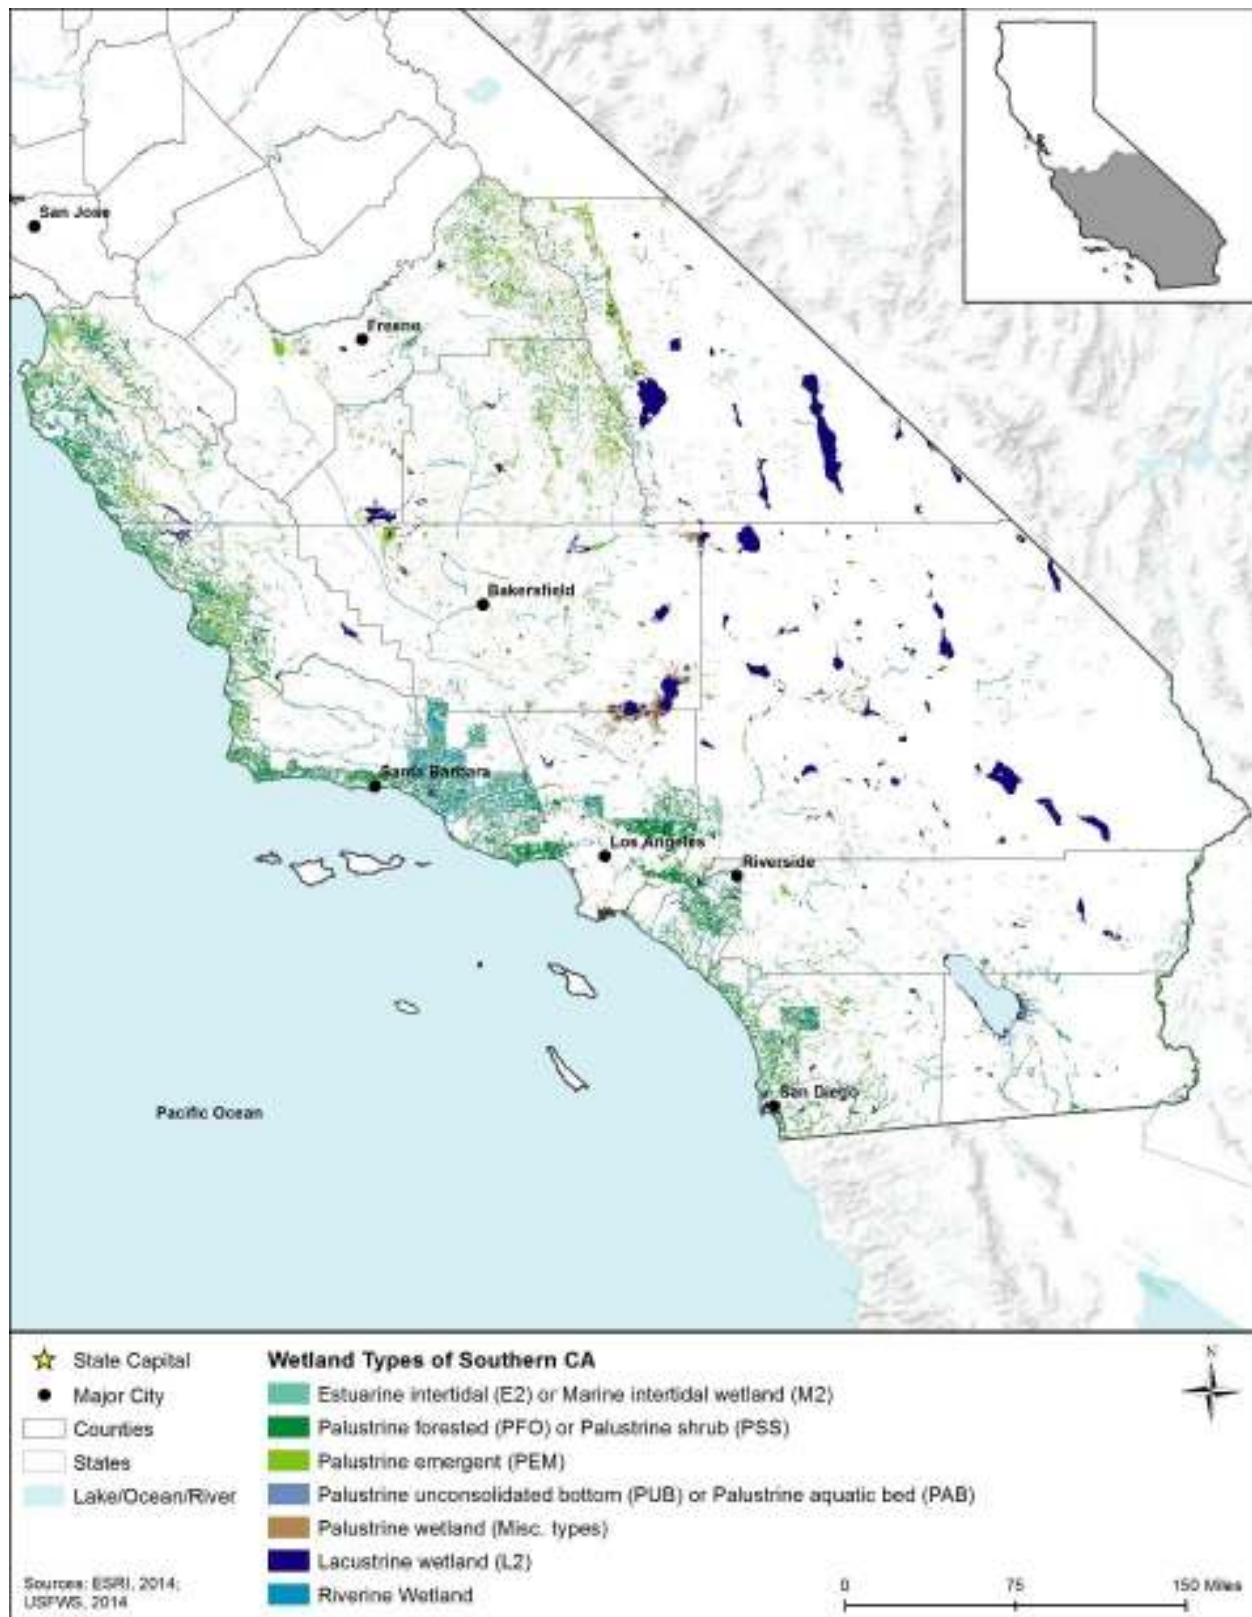 San Jose
Fresno
Bakersfield
Santa Barbara
Los Angeles
Riverside
San Diego
Pacific Ocean
State Capital
Major City
Counties
States
Lake/Ocean/River
Sources: ESRI, 2014;
USFWS, 2014
Wetland Types of Southern CA
Estuarine intertidal (E2) or Marine intertidal wetland (M2)
Palustrine forested (PFO) or Palustrine shrub (PSS)
Palustrine emergent (PEM)
Palustrine unconsolidated bottom (PUB) or Palustrine aquatic bed (PAB)
Palustrine wetland (Misc. types)
Lacustrine wetland (L2)
Riverine Wetland
N
0 75 150 Miles